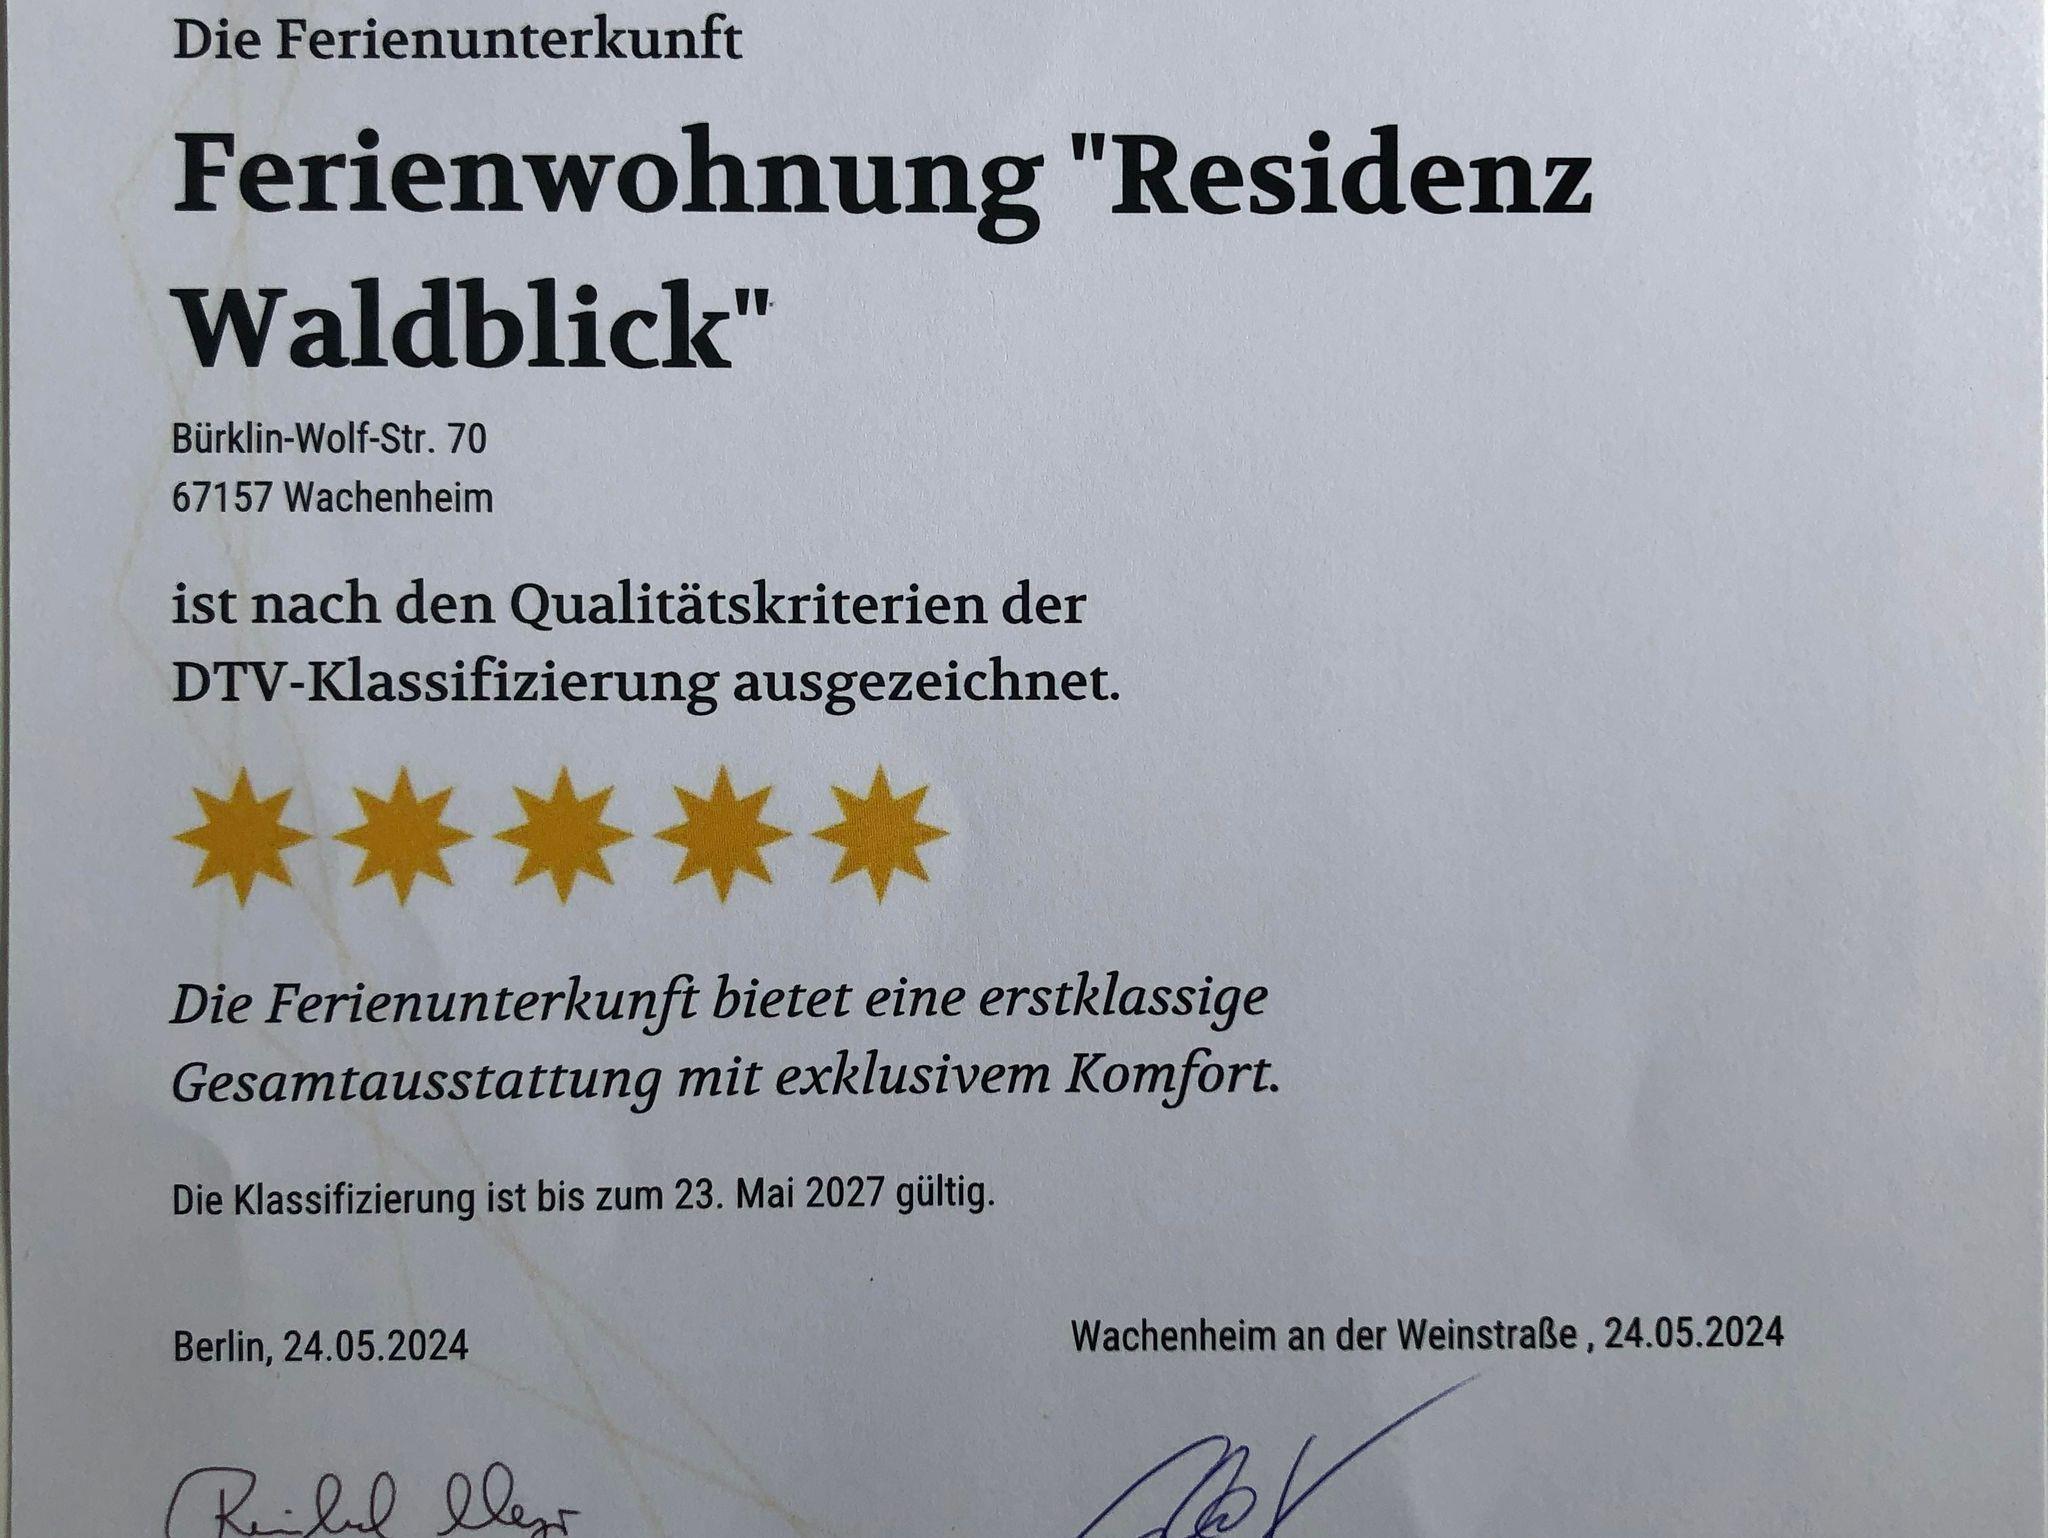 Die Ferienunterkunft
Ferienwohnung "Residenz
Waldblick"
Bürklin-Wolf-Str. 70
67157 Wachenheim
ist nach den Qualitätskriterien der
DTV-Klassifizierung ausgezeichnet.
Die Ferienunterkunft bietet eine erstklassige
Gesamtausstattung mit exklusivem Komfort.
Die Klassifizierung ist bis zum 23. Mai 2027 gültig.
Berlin, 24.05.2024
Wachenheim an der Weinstraße , 24.05.2024